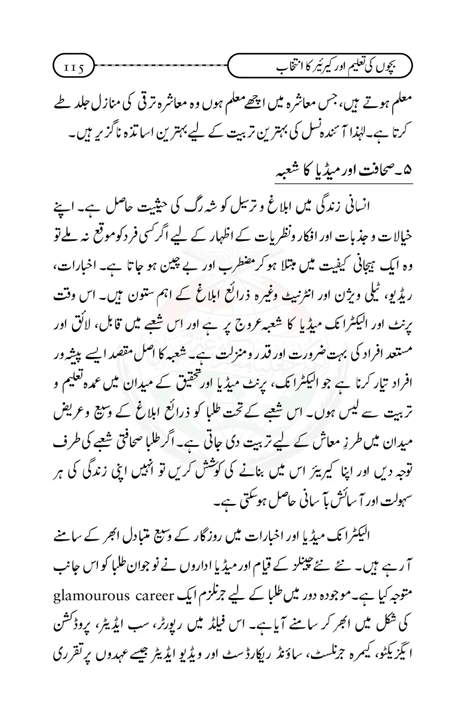 بچوں کی تعلیم اور کیرئیر کا انتخاب
115
معلم ہوتے ہیں، جس معاشرہ میں اچھے معلم ہوں وہ معاشرہ ترقی کی منازل جلد طے
کرتا ہے۔ لہٰذا آئندہ نسل کی بہترین تربیت کے لیے بہترین اساتذہ ناگزیر ہیں۔
۵۔ صحافت اور میڈیا کا شعبہ
انسانی زندگی میں ابلاغ و ترسیل کو شہ رگ کی حیثیت حاصل ہے۔ اپنے
خیالات و جذبات اور افکار ونظریات کے اظہار کے لیے اگر کسی فرد کو موقع نہ ملے تو
وہ ایک ہیجانی کیفیت میں مبتلا ہو کر مضطرب اور بے چین ہو جاتا ہے۔ اخبارات،
ریڈیو، ٹیلی ویژن اور انٹرنیٹ وغیرہ ذرائع ابلاغ کے اہم ستون ہیں۔ اس وقت
پرنٹ اور الیکٹرانک میڈیا کا شعبہ عروج پر ہے اور اس شعبے میں قابل، لائق اور
مستعد افراد کی بہت ضرورت اور قدر و منزلت ہے۔ شعبہ کا اصل مقصد ایسے پیشہ ور
افراد تیار کرنا ہے جو الیکٹرانک، پرنٹ میڈیا اور تحقیق کے میدان میں عمدہ تعلیم و
تربیت سے لیس ہوں۔ اس شعبے کے تحت طلبا کو ذرائع ابلاغ کے وسیع وعریض
میدان میں طرزِ معاش کے لیے تربیت دی جاتی ہے۔ اگر طلبا صحافتی شعبے کی طرف
توجہ دیں اور اپنا کیریئر اس میں بنانے کی کوشش کریں تو انہیں اپنی زندگی کی ہر
سہولت اور آسائش بآسانی حاصل ہوسکتی ہے۔
الیکٹرانک میڈیا اور اخبارات میں روزگار کے وسیع متبادل ابھر کے سامنے
آ رہے ہیں۔ نئے نئے چینلز کے قیام اور میڈیا اداروں نے نوجوان طلبا کو اس جانب
متوجہ کیا ہے۔ موجودہ دور میں طلبا کے لیے جرنلزم ایک glamourous career
کی شکل میں ابھر کر سامنے آیا ہے۔ اس فیلڈ میں رپورٹر، سب ایڈیٹر، پروڈکشن
ایگزیکٹو، کیمرہ جرنلسٹ، ساؤنڈ ریکارڈسٹ اور ویڈیو ایڈیٹر جیسے عہدوں پر تقرری